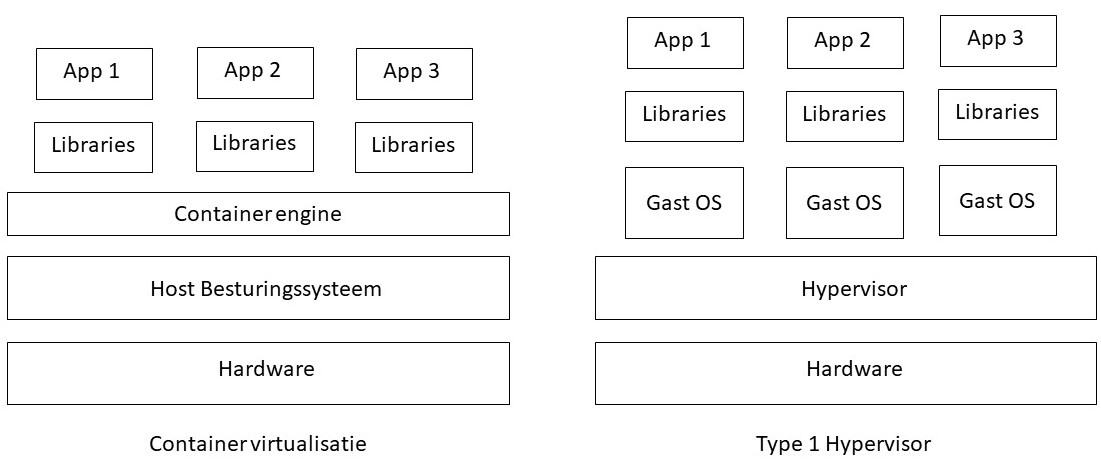 App 1
App 2
App 3
Libraries
Libraries
Libraries
Container engine
Host Besturingssysteem
Hardware
Container virtualisatie
App 1
App 2
App 3
Libraries
Libraries
Libraries
Gast OS
Gast OS
Gast OS
Hypervisor
Hardware
Type 1 Hypervisor